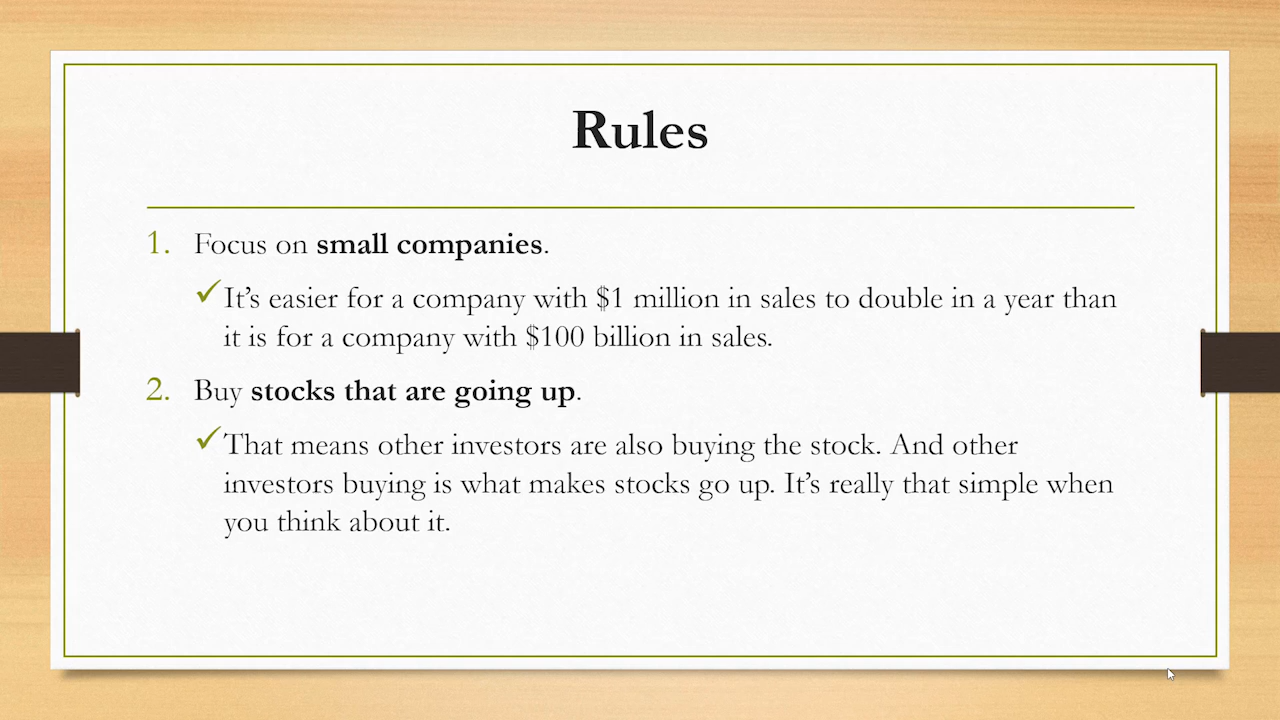 Rules
1. Focus on small companies.
✓It’s easier for a company with $1 million in sales to double in a year than
it is for a company with $100 billion in sales.
2. Buy stocks that are going up.
✓That means other investors are also buying the stock. And other
investors buying is what makes stocks go up. It’s really that simple when
you think about it.